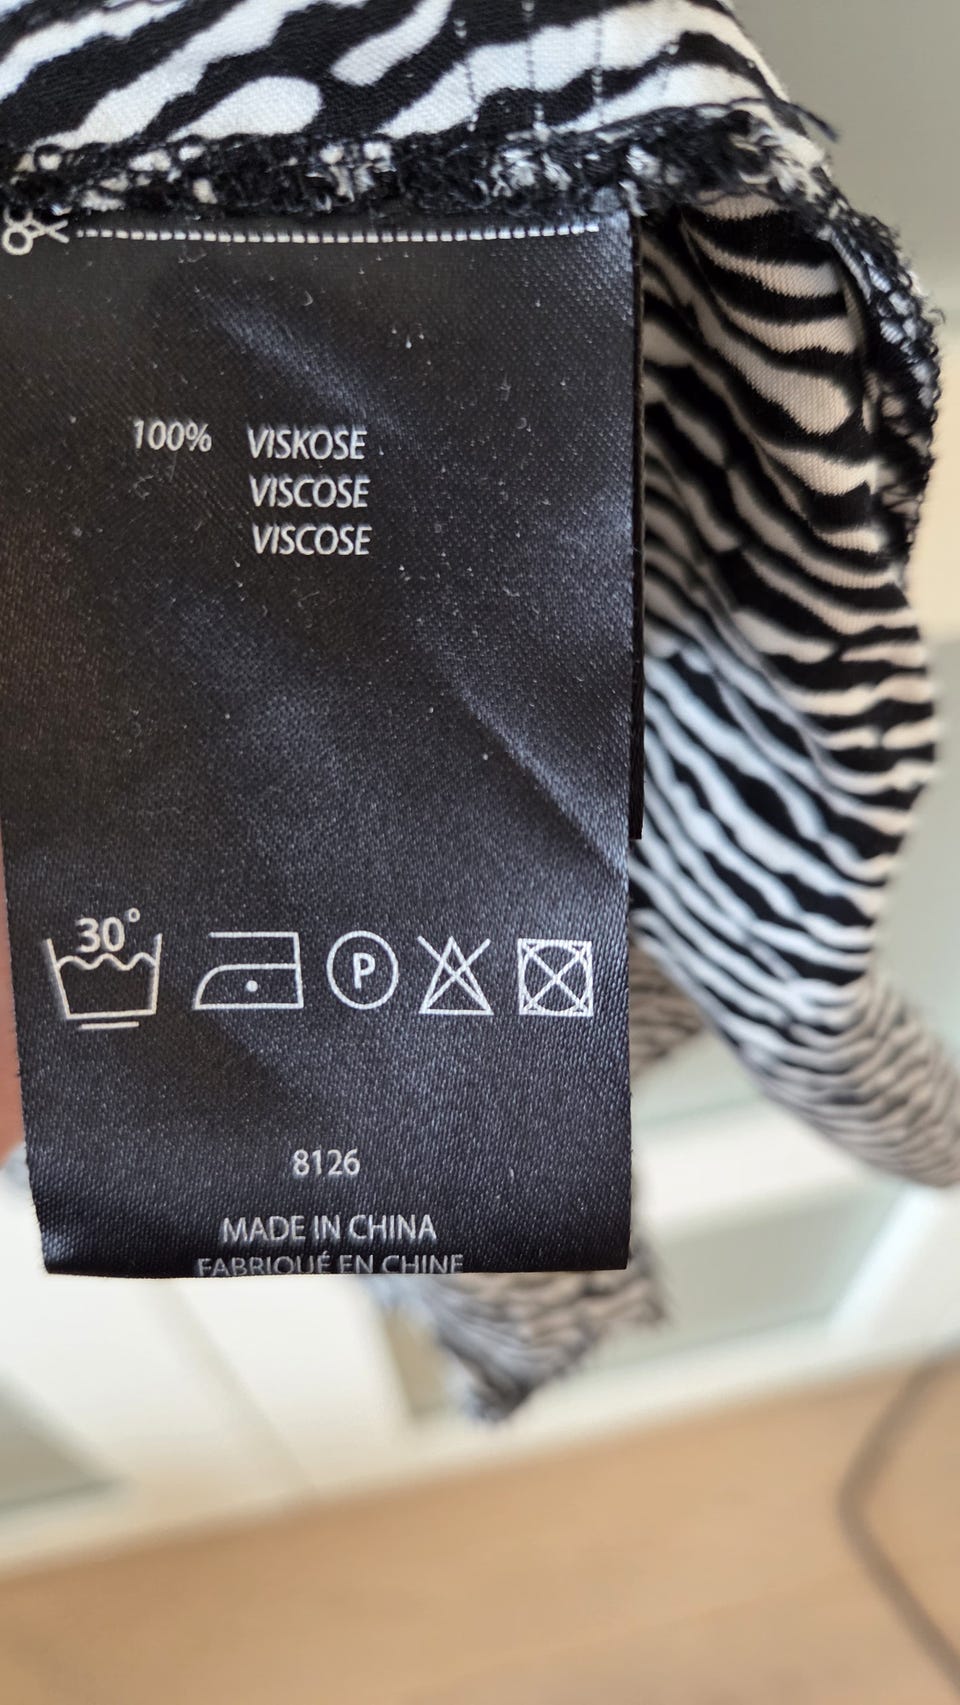 100% VISKOSE
VISCOSE
VISCOSE
30°
P
8126
MADE IN CHINA
FABRIQUÉ EN CHINE